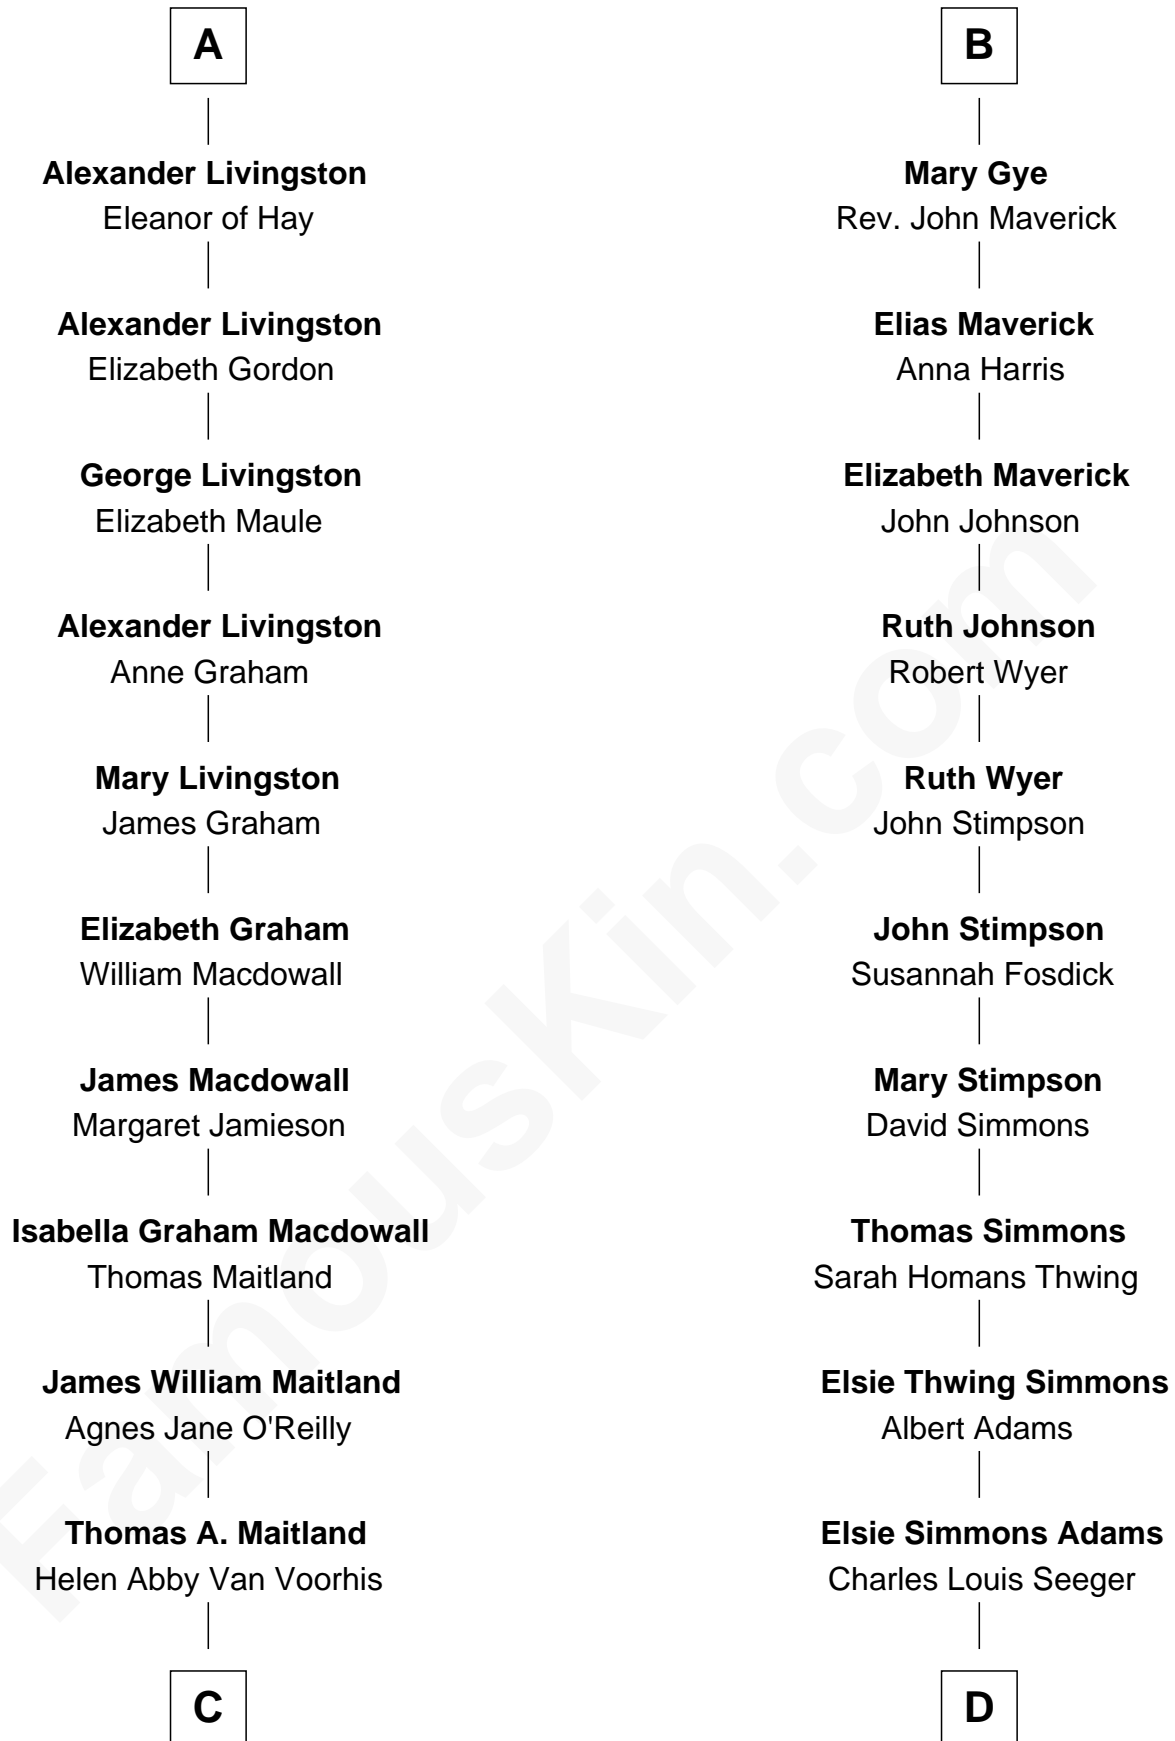 A
Alexander Livingston
Eleanor of Hay
Alexander Livingston
Elizabeth Gordon
George Livingston
Elizabeth Maule
Alexander Livingston
Anne Graham
Mary Livingston
James Graham
Elizabeth Graham
William Macdowall
James Macdowall
Margaret Jamieson
Isabella Graham Macdowall
Thomas Maitland
James William Maitland
Agnes Jane O'Reilly
Thomas A. Maitland
Helen Abby Van Voorhis
C
B
Mary Gye
Rev. John Maverick
Elias Maverick
Anna Harris
Elizabeth Maverick
John Johnson
Ruth Johnson
Robert Wyer
Ruth Wyer
John Stimpson
John Stimpson
Susannah Fosdick
Mary Stimpson
David Simmons
Thomas Simmons
Sarah Homans Thwing
Elsie Thwing Simmons
Albert Adams
Elsie Simmons Adams
Charles Louis Seeger
D
FamousKin.com